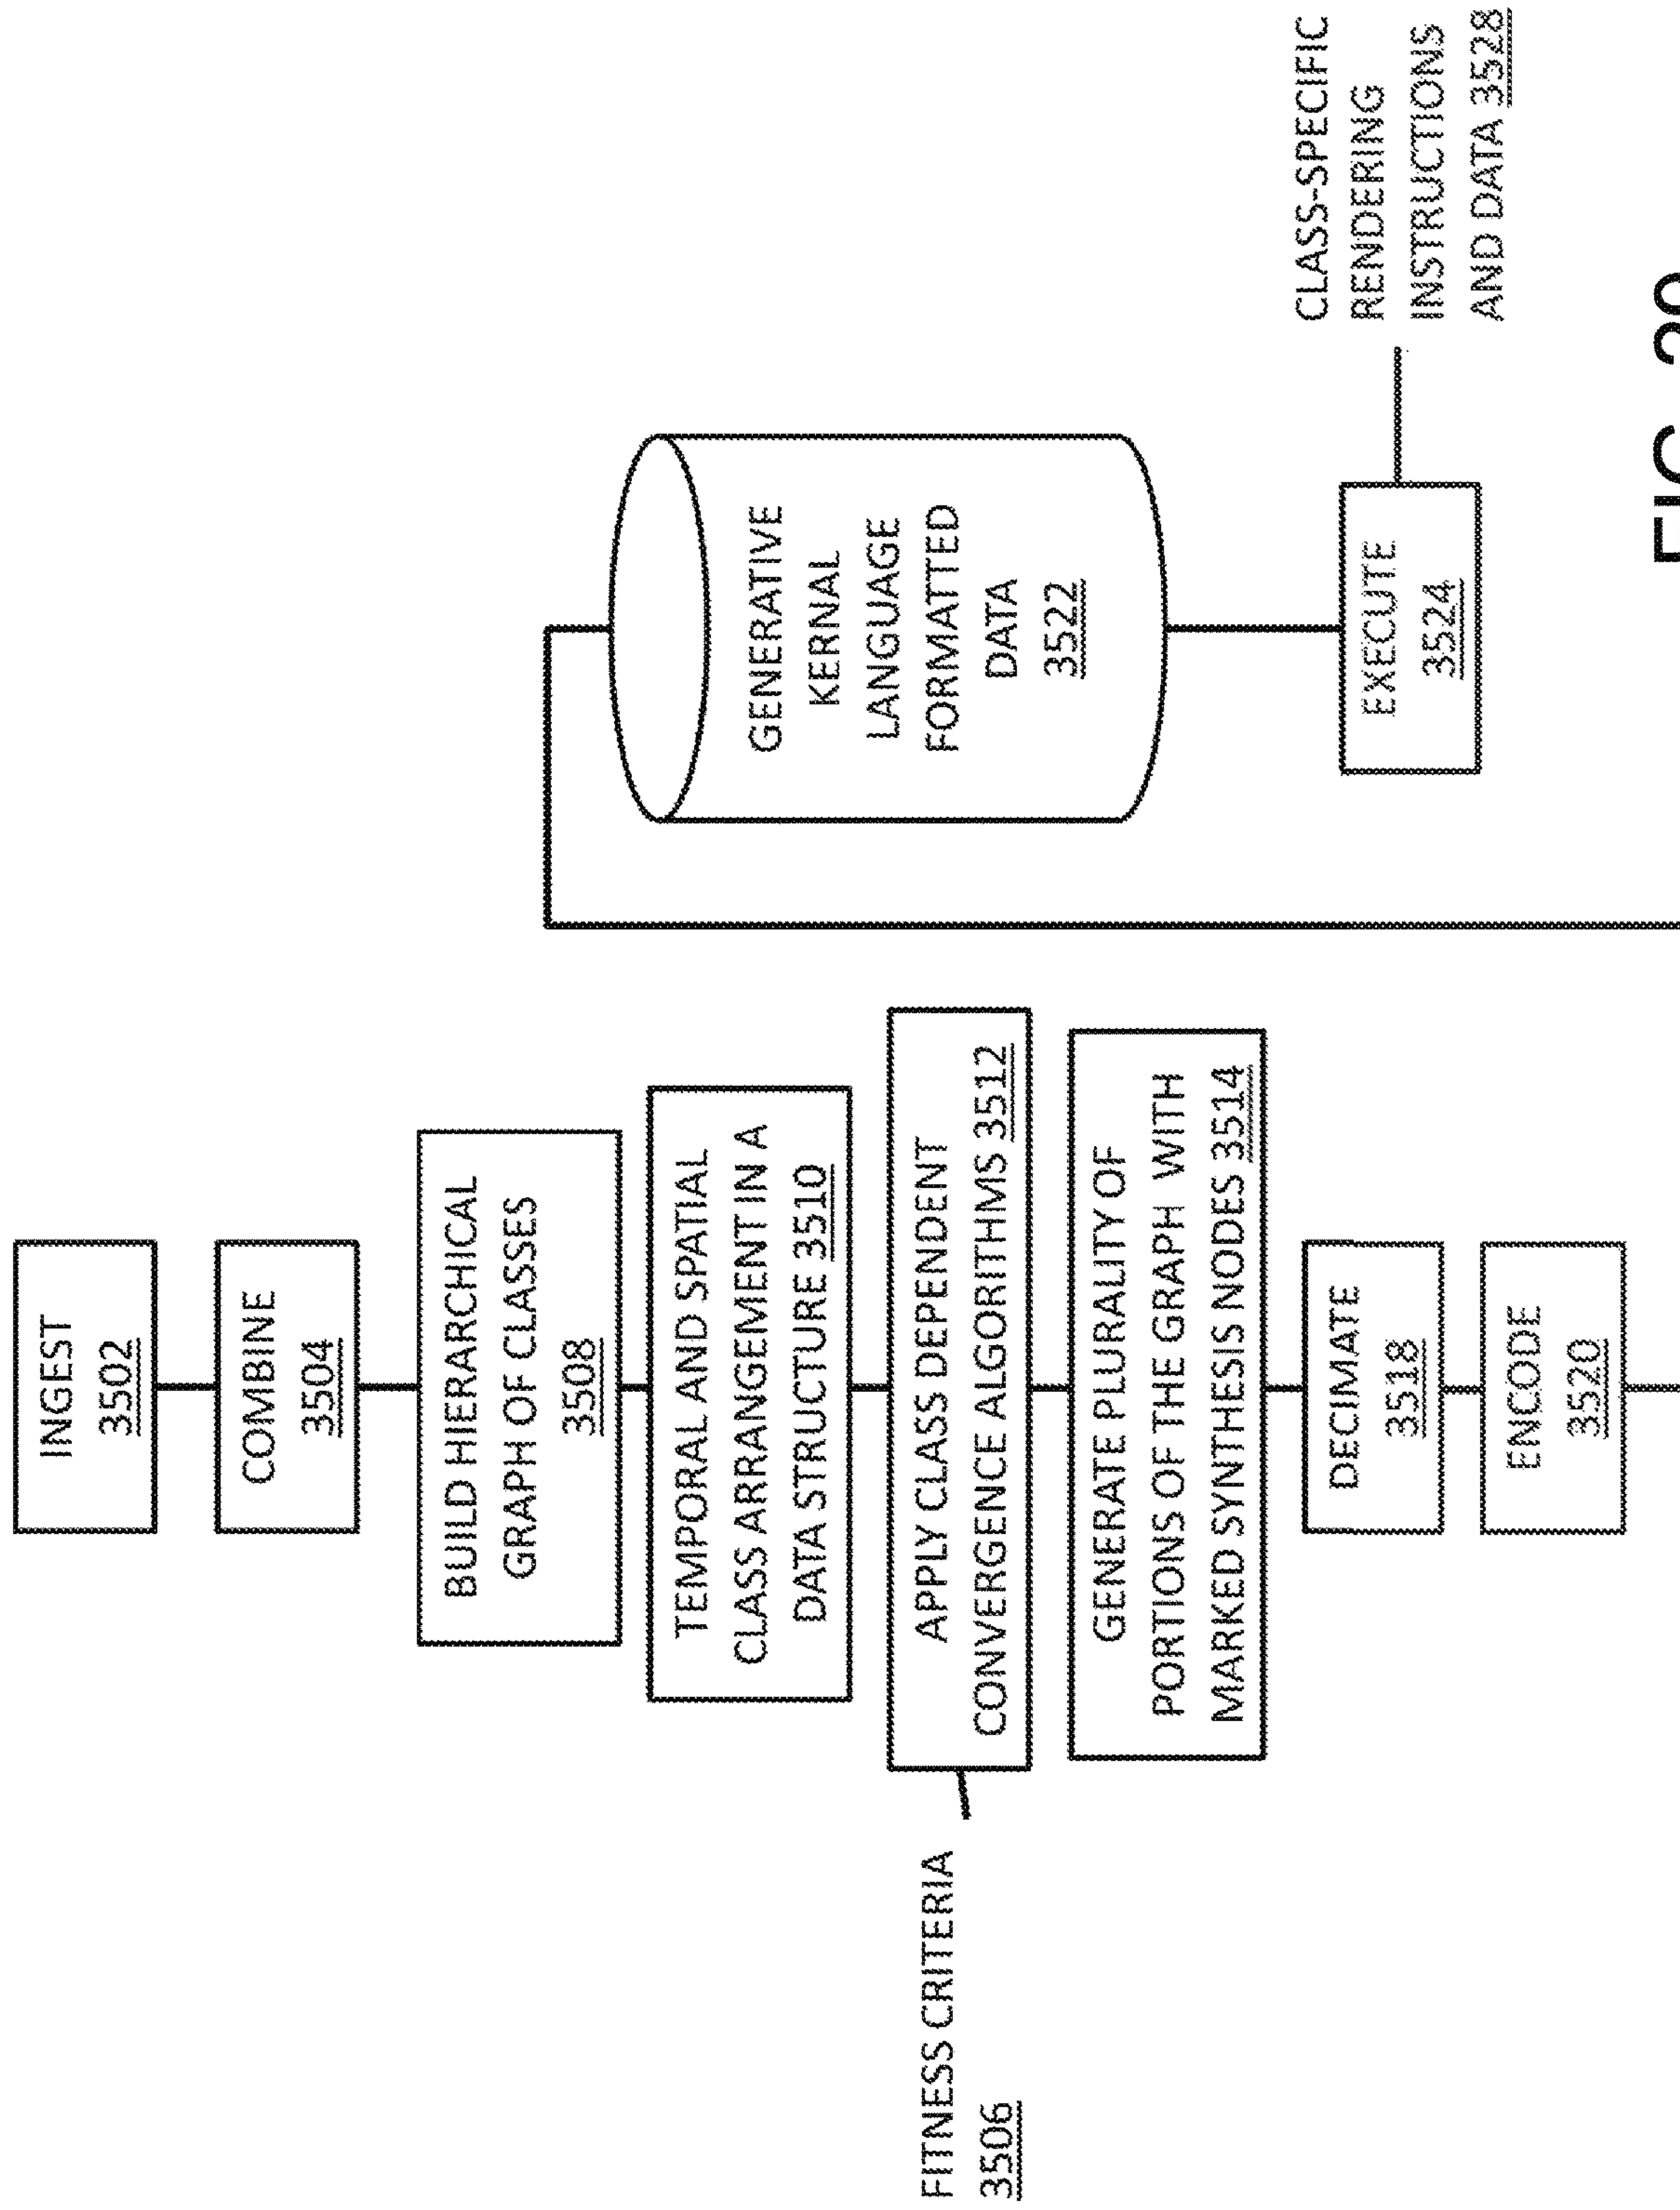 INGEST
3502
COMBINE
3504
BUILD HIERARCHICAL
GRAPH OF CLASSES
3508
TEMPORAL AND SPATIAL
CLASS ARRANGEMENT IN A
DATA STRUCTURE 3510
FITNESS CRITERIA
3506
APPLY CLASS DEPENDENT
CONVERGENCE ALGORITHMS 3512
GENERATE PLURALITY OF
PORTIONS OF THE GRAPH WITH
MARKED SYNTHESIS NODES 3514
DECIMATE
3518
ENCODE
3520
GENERATIVE
KERNAL
LANGUAGE
FORMATTED
DATA
3522
EXECUTE
3524
CLASS-SPECIFIC
RENDERING
INSTRUCTIONS
AND DATA 3528
FIG